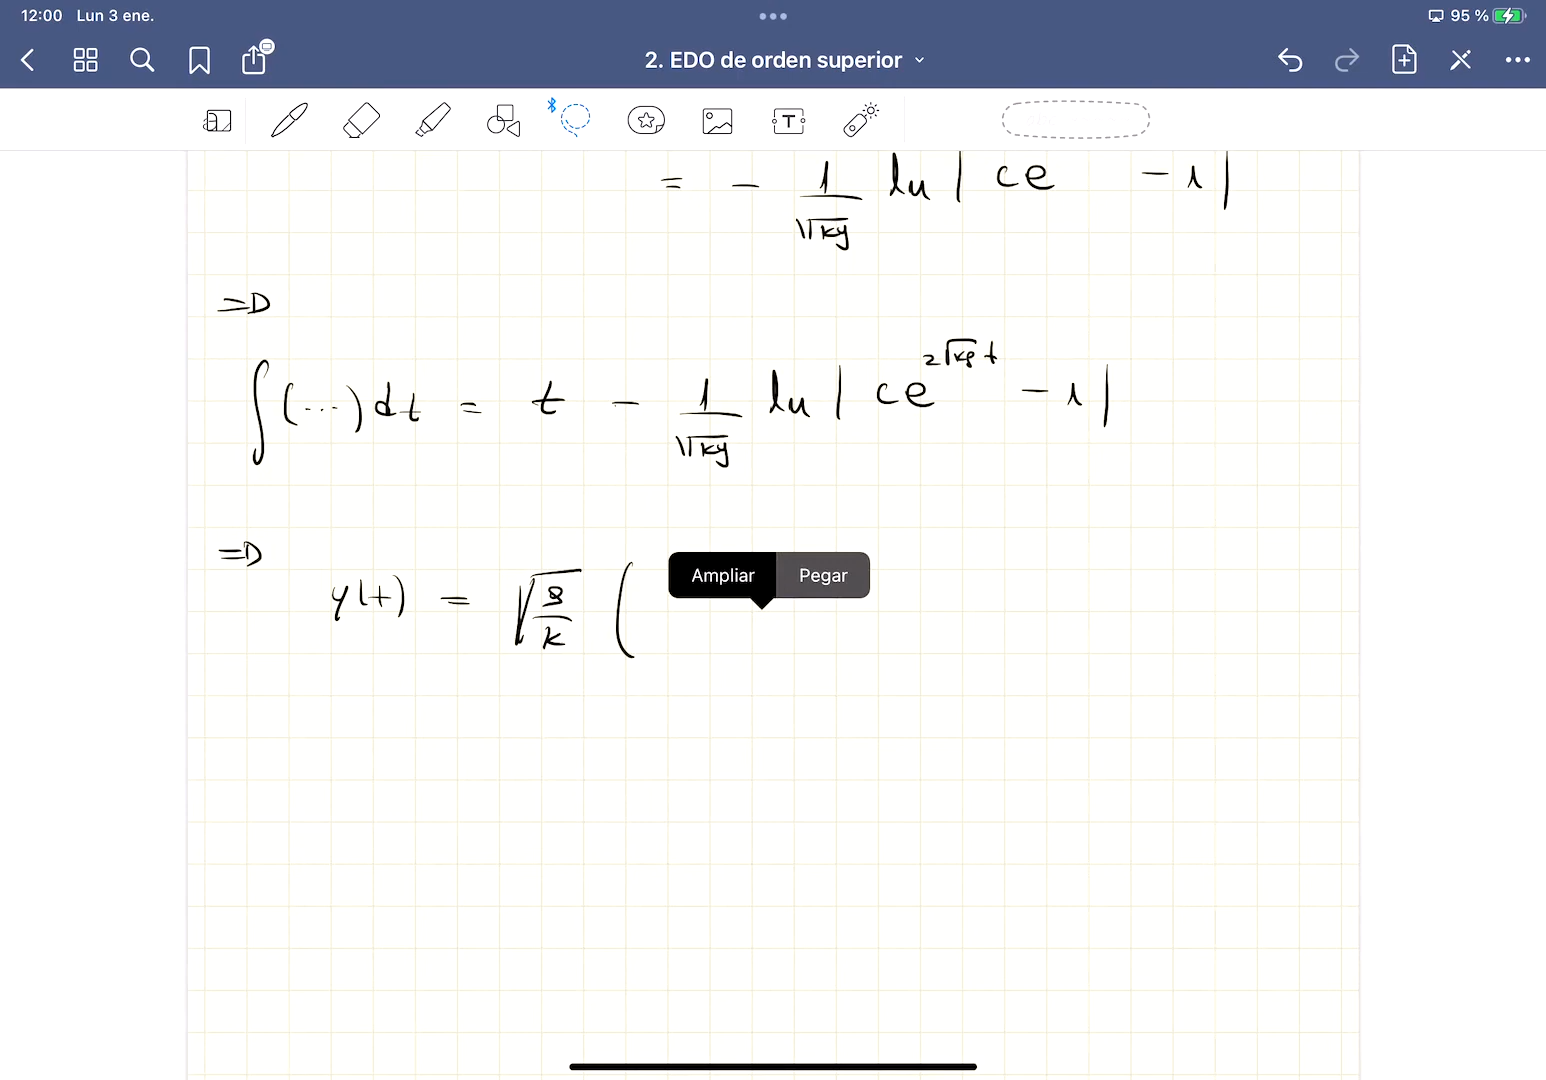 12:00 Lun 3 ene.
95 %
2. EDO de orden superior
= - 1/√kg ln | ce - 1 |
=D
∫(...) dt = t - 1/√kg ln | ce^{2√kg t} - 1 |
=D
Ampliar Pegar
y(t) = √(g/k) (